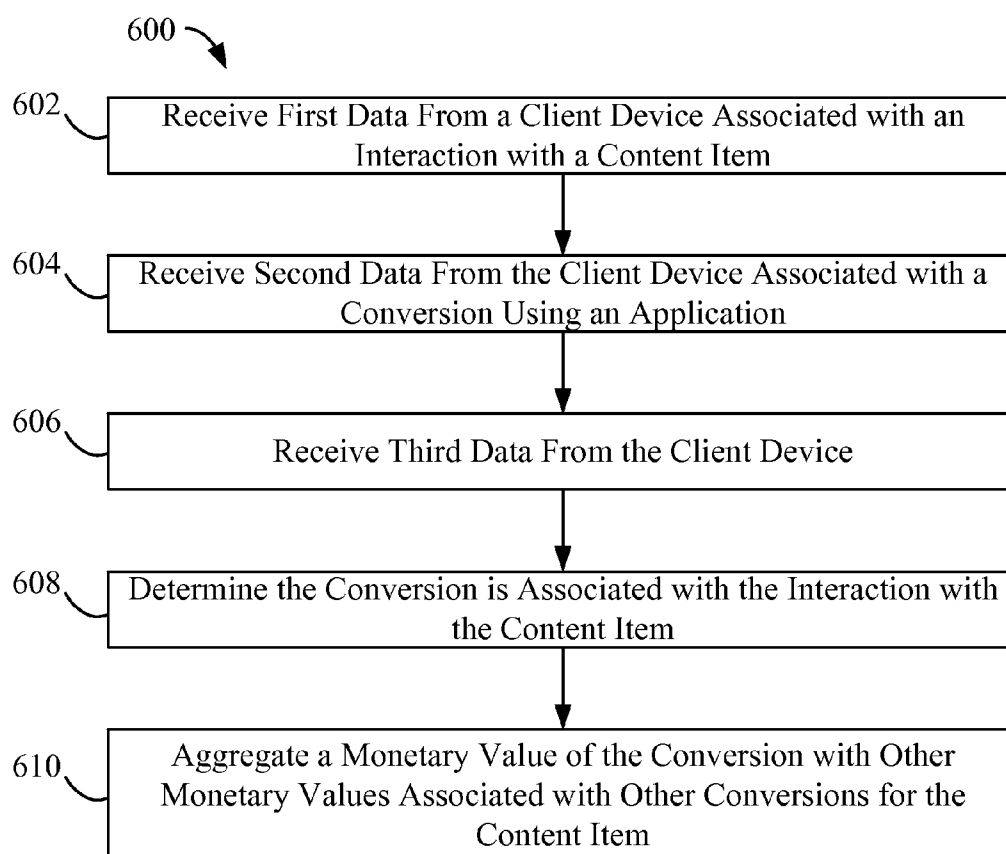 600
602
Receive First Data From a Client Device Associated with an
Interaction with a Content Item
604
Receive Second Data From the Client Device Associated with a
Conversion Using an Application
606
Receive Third Data From the Client Device
608
Determine the Conversion is Associated with the Interaction with
the Content Item
610
Aggregate a Monetary Value of the Conversion with Other
Monetary Values Associated with Other Conversions for the
Content Item